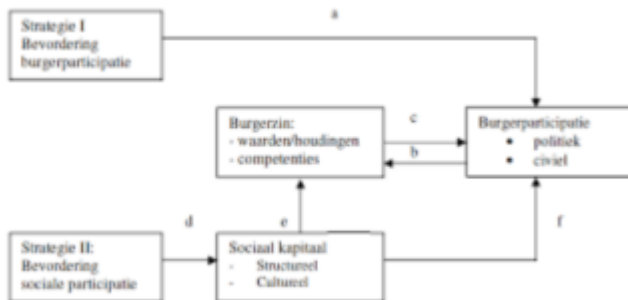 Strategie I
Bevordering
burgerparticipatie
a
Burgerzin:
- waarden/houdingen
- competenties
c
b
Burgerparticipatie
• politiek
• civiel
d
e
f
Strategie II:
Bevordering
sociale participatie
Sociaal kapitaal
- Structureel
- Cultureel